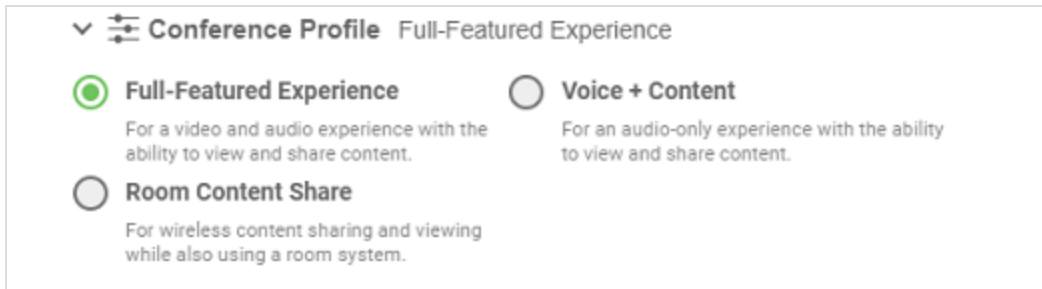 Conference Profile Full-Featured Experience
Full-Featured Experience
For a video and audio experience with the
ability to view and share content.
Voice + Content
For an audio-only experience with the ability
to view and share content.
Room Content Share
For wireless content sharing and viewing
while also using a room system.